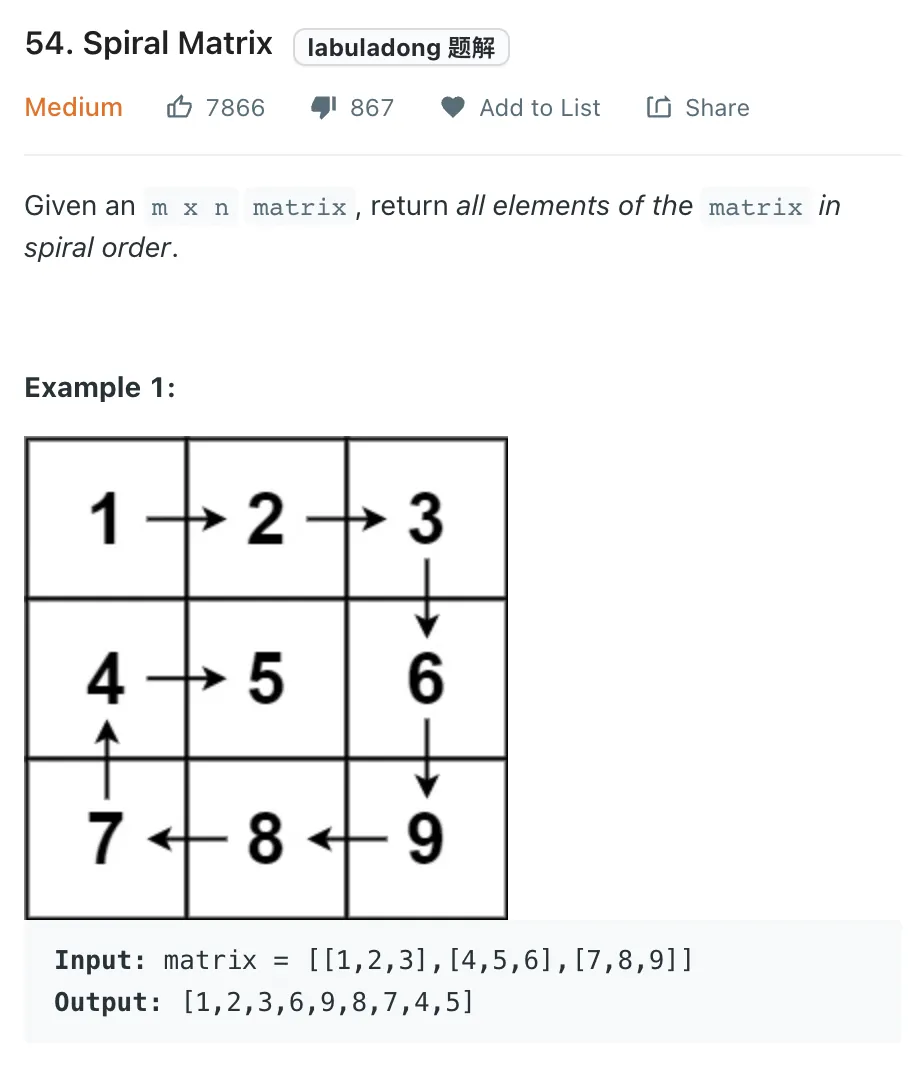 54. Spiral Matrix labuladong 题解
Medium 7866 867 Add to List Share
Given an m x n matrix, return all elements of the matrix in
spiral order.
Example 1:
1 2 3
4 5 6
7 8 9
Input: matrix = [[1,2,3],[4,5,6],[7,8,9]]
Output: [1,2,3,6,9,8,7,4,5]